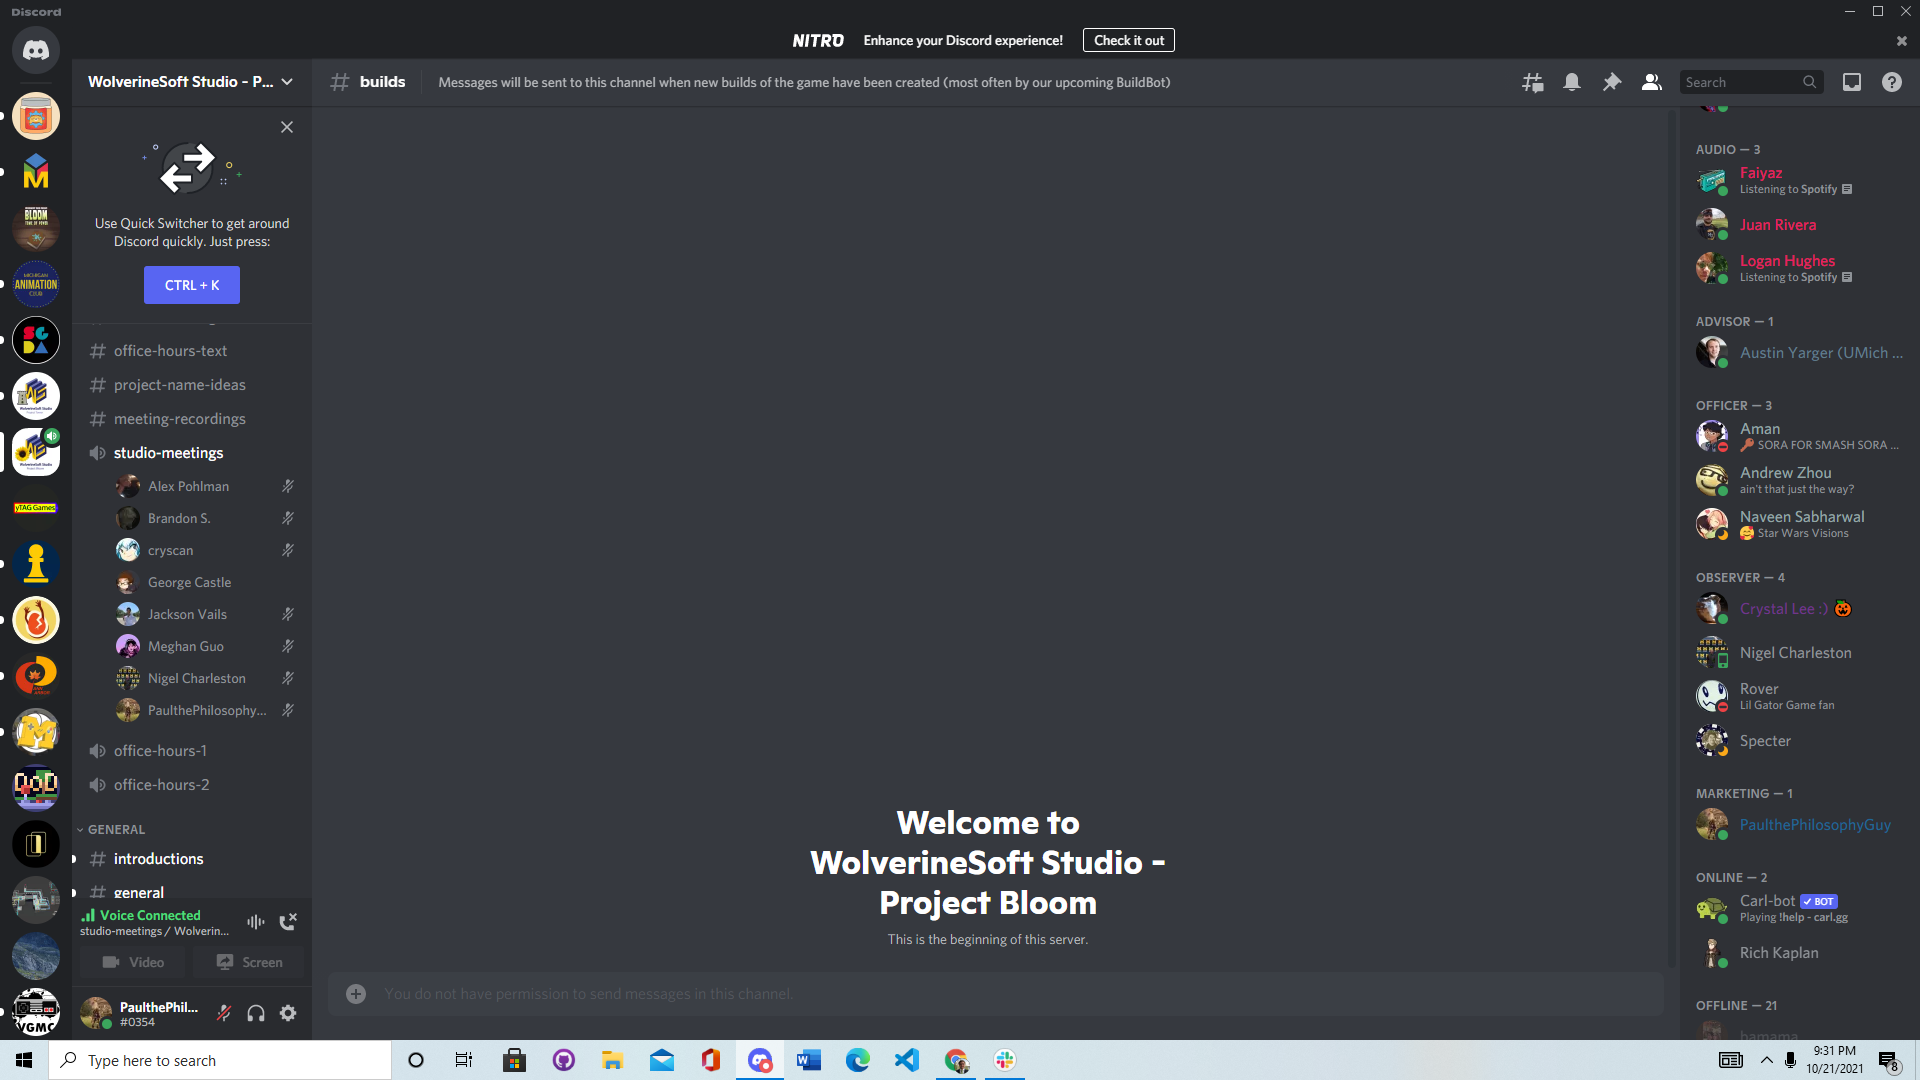 Discord
NITRO Enhance your Discord experience! Check it out
WolverineSoft Studio - P...
builds
Messages will be sent to this channel when new builds of the game have been created (most often by our upcoming BuildBot)
Search
Use Quick Switcher to get around
Discord quickly. Just press:
CTRL + K
office-hours-text
project-name-ideas
meeting-recordings
studio-meetings
Alex Pohlman
Brandon S.
cryscan
George Castle
Jackson Vails
Meghan Guo
Nigel Charleston
PaulthePhilosophy...
office-hours-1
office-hours-2
GENERAL
introductions
general
Voice Connected
studio-meetings / Wolverin...
Video
Screen
PaulthePhil...
#0354
BLOOM
MICHIGAN
ANIMATION
CLUB
yTAG Games
VGMC
Welcome to
WolverineSoft Studio -
Project Bloom
This is the beginning of this server.
You do not have permission to send messages in this channel.
AUDIO — 3
Faiyaz
Listening to Spotify
Juan Rivera
Logan Hughes
Listening to Spotify
ADVISOR — 1
Austin Yarger (UMich ...
OFFICER — 3
Aman
SORA FOR SMASH SORA ...
Andrew Zhou
ain't that just the way?
Naveen Sabharwal
Star Wars Visions
OBSERVER — 4
Crystal Lee :)
Nigel Charleston
Rover
Lil Gator Game fan
Specter
MARKETING — 1
PaulthePhilosophyGuy
ONLINE — 2
Carl-bot BOT
Playing !help - carl.gg
Rich Kaplan
OFFLINE — 21
bamama
Type here to search
9:31 PM
10/21/2021
8